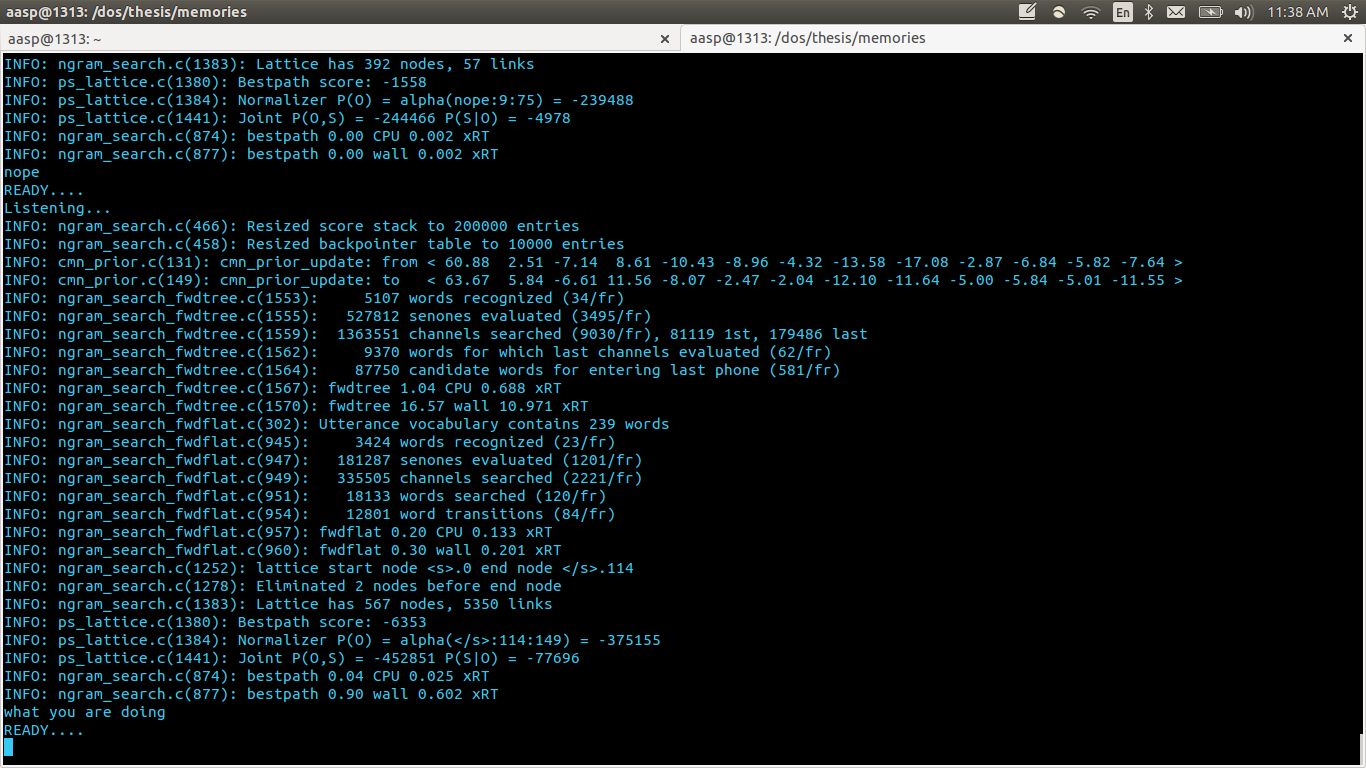 aasp@1313: /dos/thesis/memories
En
11:38 AM
aasp@1313: ~ × aasp@1313: /dos/thesis/memories ×
INFO: ngram_search.c(1383): Lattice has 392 nodes, 57 links
INFO: ps_lattice.c(1380): Bestpath score: -1558
INFO: ps_lattice.c(1384): Normalizer P(O) = alpha(nope:9:75) = -239488
INFO: ps_lattice.c(1441): Joint P(O,S) = -244466 P(S|O) = -4978
INFO: ngram_search.c(874): bestpath 0.00 CPU 0.002 xRT
INFO: ngram_search.c(877): bestpath 0.00 wall 0.002 xRT
nope
READY....
Listening...
INFO: ngram_search.c(466): Resized score stack to 200000 entries
INFO: ngram_search.c(458): Resized backpointer table to 10000 entries
INFO: cmn_prior.c(131): cmn_prior_update: from < 60.88  2.51 -7.14  8.61 -10.43 -8.96 -4.32 -13.58 -17.08 -2.87 -6.84 -5.82 -7.64 >
INFO: cmn_prior.c(149): cmn_prior_update: to   < 63.67  5.84 -6.61 11.56 -8.07 -2.47 -2.04 -12.10 -11.64 -5.00 -5.84 -5.01 -11.55 >
INFO: ngram_search_fwdtree.c(1553):     5107 words recognized (34/fr)
INFO: ngram_search_fwdtree.c(1555):   527812 senones evaluated (3495/fr)
INFO: ngram_search_fwdtree.c(1559):  1363551 channels searched (9030/fr), 81119 1st, 179486 last
INFO: ngram_search_fwdtree.c(1562):     9370 words for which last channels evaluated (62/fr)
INFO: ngram_search_fwdtree.c(1564):    87750 candidate words for entering last phone (581/fr)
INFO: ngram_search_fwdtree.c(1567): fwdtree 1.04 CPU 0.688 xRT
INFO: ngram_search_fwdtree.c(1570): fwdtree 16.57 wall 10.971 xRT
INFO: ngram_search_fwdflat.c(302): Utterance vocabulary contains 239 words
INFO: ngram_search_fwdflat.c(945):     3424 words recognized (23/fr)
INFO: ngram_search_fwdflat.c(947):   181287 senones evaluated (1201/fr)
INFO: ngram_search_fwdflat.c(949):   335505 channels searched (2221/fr)
INFO: ngram_search_fwdflat.c(951):    18133 words searched (120/fr)
INFO: ngram_search_fwdflat.c(954):    12801 word transitions (84/fr)
INFO: ngram_search_fwdflat.c(957): fwdflat 0.20 CPU 0.133 xRT
INFO: ngram_search_fwdflat.c(960): fwdflat 0.30 wall 0.201 xRT
INFO: ngram_search.c(1252): lattice start node <s>.0 end node </s>.114
INFO: ngram_search.c(1278): Eliminated 2 nodes before end node
INFO: ngram_search.c(1383): Lattice has 567 nodes, 5350 links
INFO: ps_lattice.c(1380): Bestpath score: -6353
INFO: ps_lattice.c(1384): Normalizer P(O) = alpha(</s>:114:149) = -375155
INFO: ps_lattice.c(1441): Joint P(O,S) = -452851 P(S|O) = -77696
INFO: ngram_search.c(874): bestpath 0.04 CPU 0.025 xRT
INFO: ngram_search.c(877): bestpath 0.90 wall 0.602 xRT
what you are doing
READY....